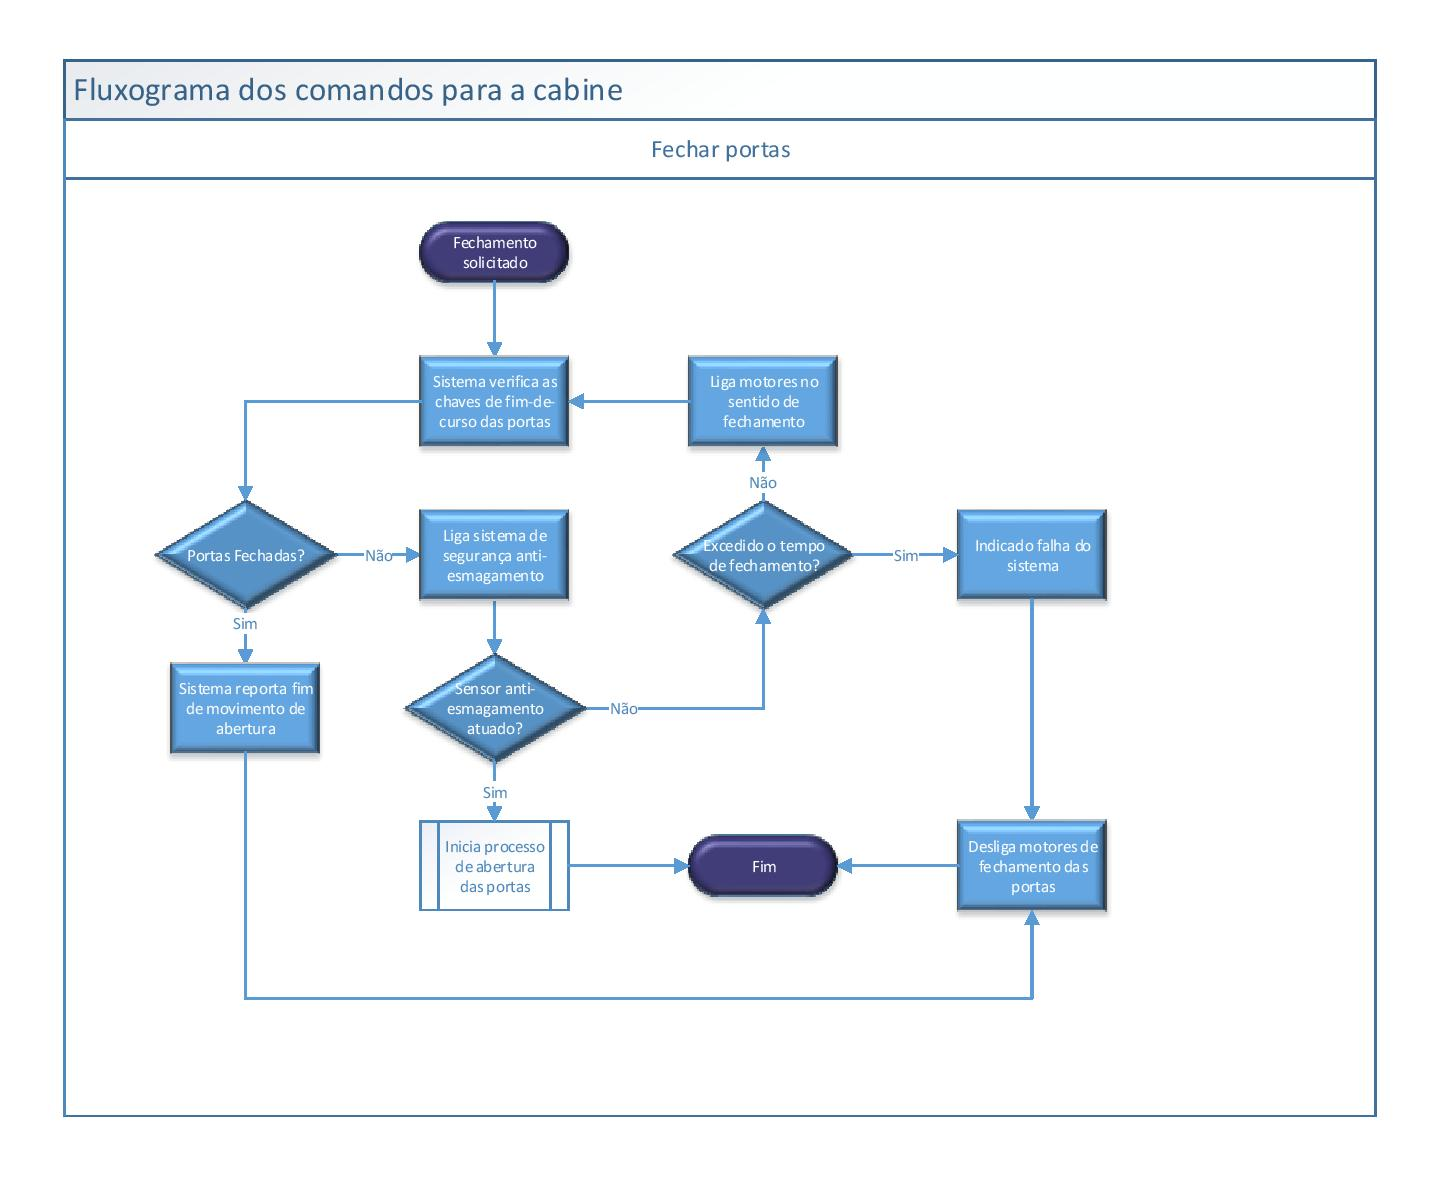 Fluxograma dos comandos para a cabine
Fechar portas
Fechamento
solicitado
Sistema verifica as
chaves de fim-de-
curso das portas
Liga motores no
sentido de
fechamento
Não
Portas Fechadas?
Não
Liga sistema de
segurança anti-
esmagamento
Excedido o tempo
de fechamento?
Sim
Indicado falha do
sistema
Sim
Sistema reporta fim
de movimento de
abertura
Sensor anti-
esmagamento
atuado?
Não
Sim
Inicia processo
de abertura
das portas
Fim
Desliga motores de
fechamento das
portas